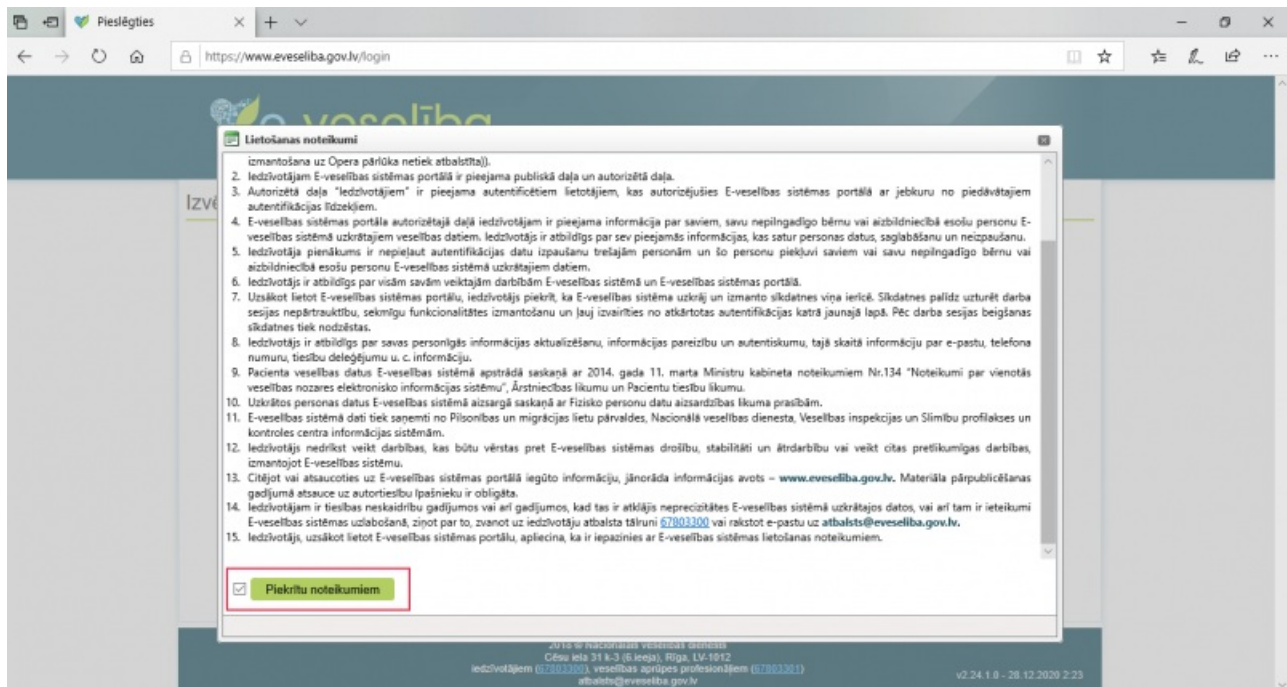 Pieslēgties
https://www.eveseliba.gov.lv/login
e-veselība
Lietošanas noteikumi
Izvē
izmantošana uz Opera pārlūka netiek atbalstīta)).
2. Iedzīvotājam E-veselības sistēmas portālā ir pieejama publiskā daļa un autorizētā daļa.
3. Autorizētā daļa "Iedzīvotājiem" ir pieejama autentificētiem lietotājiem, kas autorizējušies E-veselības sistēmas portālā ar jebkuru no piedāvātajiem
autentifikācijas līdzekļiem.
4. E-veselības sistēmas portāla autorizētajā daļā iedzīvotājam ir pieejama informācija par saviem, savu nepilngadīgo bērnu vai aizbildniecībā esošu personu E-
veselības sistēmā uzkrātajiem veselības datiem. Iedzīvotājs ir atbildīgs par sev pieejamās informācijas, kas satur personas datus, saglabāšanu un neizpaušanu.
5. Iedzīvotāja pienākums ir nepieļaut autentifikācijas datu izpaušanu trešajām personām un šo personu piekļuvi saviem vai savu nepilngadīgo bērnu vai
aizbildniecībā esošu personu E-veselības sistēmā uzkrātajiem datiem.
6. Iedzīvotājs ir atbildīgs par visām savām veiktajām darbībām E-veselības sistēmā un E-veselības sistēmas portālā.
7. Uzsākot lietot E-veselības sistēmas portālu, iedzīvotājs piekrīt, ka E-veselības sistēma uzkrāj un izmanto sīkdatnes viņa ierīcē. Sīkdatnes palīdz uzturēt darba
sesijas nepārtrauktību, sekmīgu funkcionalitātes izmantošanu un ļauj izvairīties no atkārtotas autentifikācijas katrā jaunajā lapā. Pēc darba sesijas beigšanas
sīkdatnes tiek nodzēstas.
8. Iedzīvotājs ir atbildīgs par savas personīgās informācijas aktualizēšanu, informācijas pareizību un autentiskumu, tajā skaitā informāciju par e-pastu, telefona
numuru, tiesību deleģējumu u. c. informāciju.
9. Pacienta veselības datus E-veselības sistēmā apstrādā saskaņā ar 2014. gada 11. marta Ministru kabineta noteikumiem Nr.134 "Noteikumi par vienotās
veselības nozares elektronisko informācijas sistēmu", Ārstniecības likumu un Pacientu tiesību likumu.
10. Uzkrātos personas datus E-veselības sistēmā aizsargā saskaņā ar Fizisko personu datu aizsardzības likuma prasībām.
11. E-veselības sistēmā dati tiek saņemti no Pilsonības un migrācijas lietu pārvaldes, Nacionālā veselības dienesta, Veselības inspekcijas un Slimību profilakses un
kontroles centra informācijas sistēmām.
12. Iedzīvotājs nedrīkst veikt darbības, kas būtu vērstas pret E-veselības sistēmas drošību, stabilitāti un ātrdarbību vai veikt citas pretlikumīgas darbības,
izmantojot E-veselības sistēmu.
13. Citējot vai atsaucoties uz E-veselības sistēmas portālā iegūto informāciju, jānorāda informācijas avots – www.eveseliba.gov.lv. Materiāla pārpublicēšanas
gadījumā atsauce uz autortiesību īpašnieku ir obligāta.
14. Iedzīvotājam ir tiesības neskaidrību gadījumos vai arī gadījumos, kad tas ir atklājis neprecizitātes E-veselības sistēmā uzkrātajos datos, vai arī tam ir ieteikumi
E-veselības sistēmas uzlabošanā, ziņot par to, zvanot uz iedzīvotāju atbalsta tālruni 67803300 vai rakstot e-pastu uz atbalsts@eveseliba.gov.lv.
15. Iedzīvotājs, uzsākot lietot E-veselības sistēmas portālu, apliecina, ka ir iepazinies ar E-veselības sistēmas lietošanas noteikumiem.
Piekrītu noteikumiem
Nacionālais veselības dienests
Cēsu iela 31 k-3 (6.ieeja), Rīga, LV-1012
iedzīvotājiem (67803300), veselības aprūpes profesionāļiem (67803301)
atbalsts@eveseliba.gov.lv
v2.24.1.0 - 28.12.2020 2:23